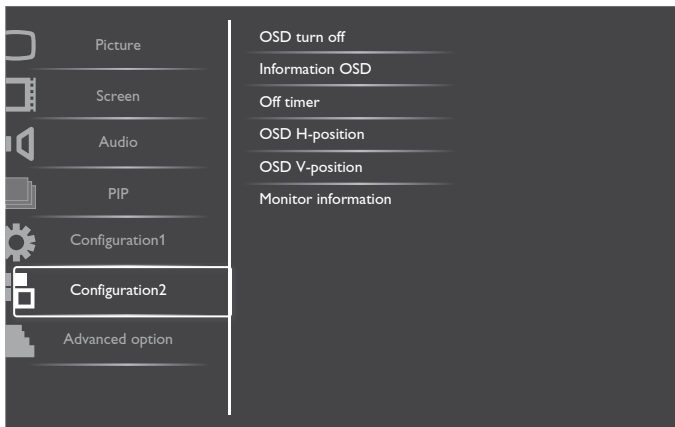 Picture
Screen
Audio
PIP
Configuration1
Configuration2
Advanced option
OSD turn off
Information OSD
Off timer
OSD H-position
OSD V-position
Monitor information